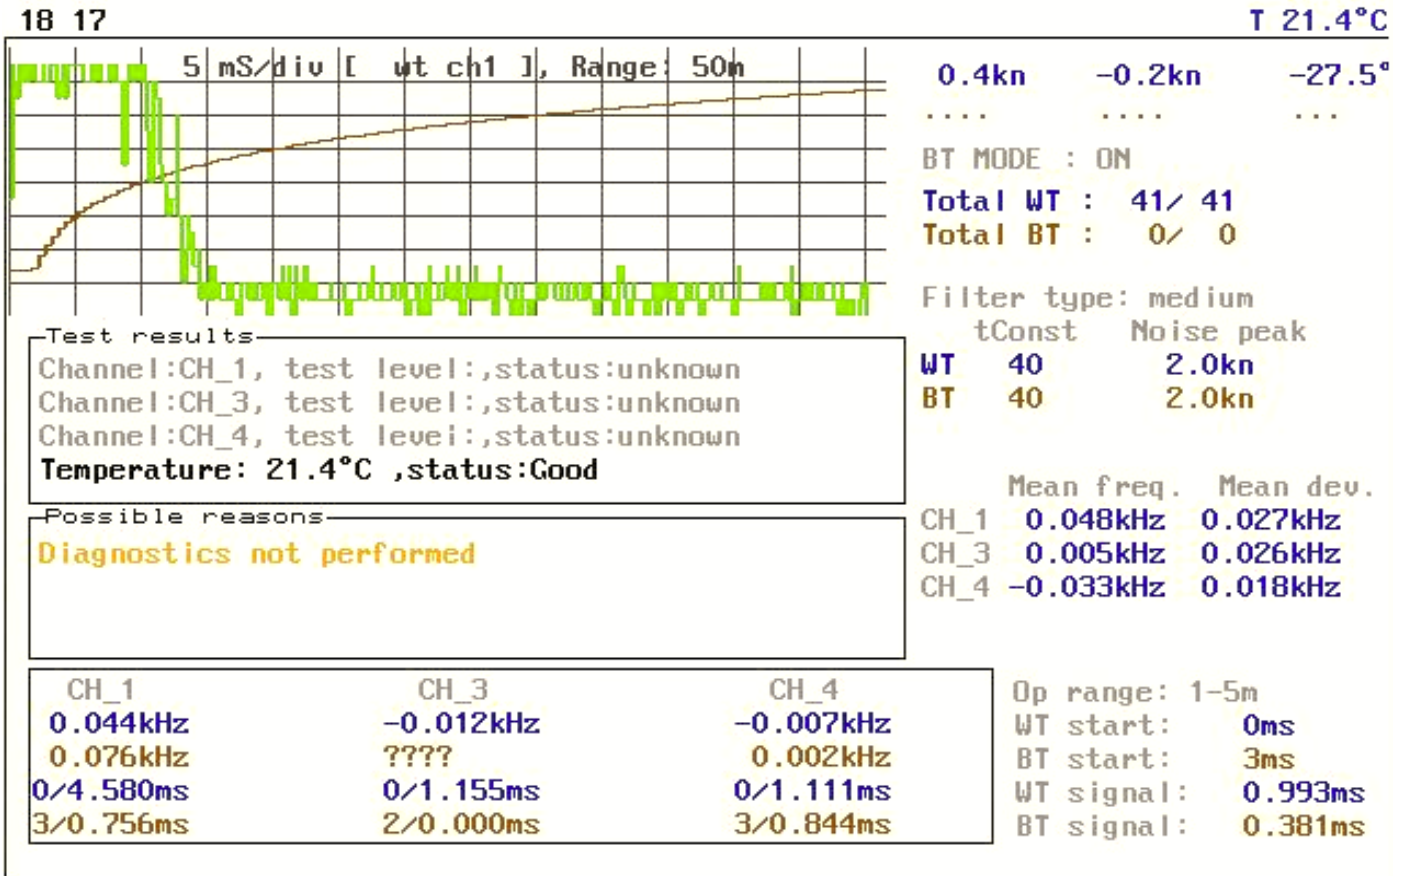 18 17
T 21.4°C
5 mS/div [ wt ch1 ], Range: 50m
0.4kn -0.2kn -27.5°
.... .... ...
BT MODE : ON
Total WT : 41/ 41
Total BT : 0/ 0
Filter type: medium
tConst Noise peak
WT 40 2.0kn
BT 40 2.0kn
Test results
Channel:CH_1, test level:,status:unknown
Channel:CH_3, test level:,status:unknown
Channel:CH_4, test level:,status:unknown
Temperature: 21.4°C ,status:Good
Mean freq. Mean dev.
CH_1 0.048kHz 0.027kHz
CH_3 0.005kHz 0.026kHz
CH_4 -0.033kHz 0.018kHz
Possible reasons
Diagnostics not performed
CH_1 CH_3 CH_4
0.044kHz -0.012kHz -0.007kHz
0.076kHz ???? 0.002kHz
0/4.580ms 0/1.155ms 0/1.111ms
3/0.756ms 2/0.000ms 3/0.844ms
Op range: 1-5m
WT start: 0ms
BT start: 3ms
WT signal: 0.993ms
BT signal: 0.381ms